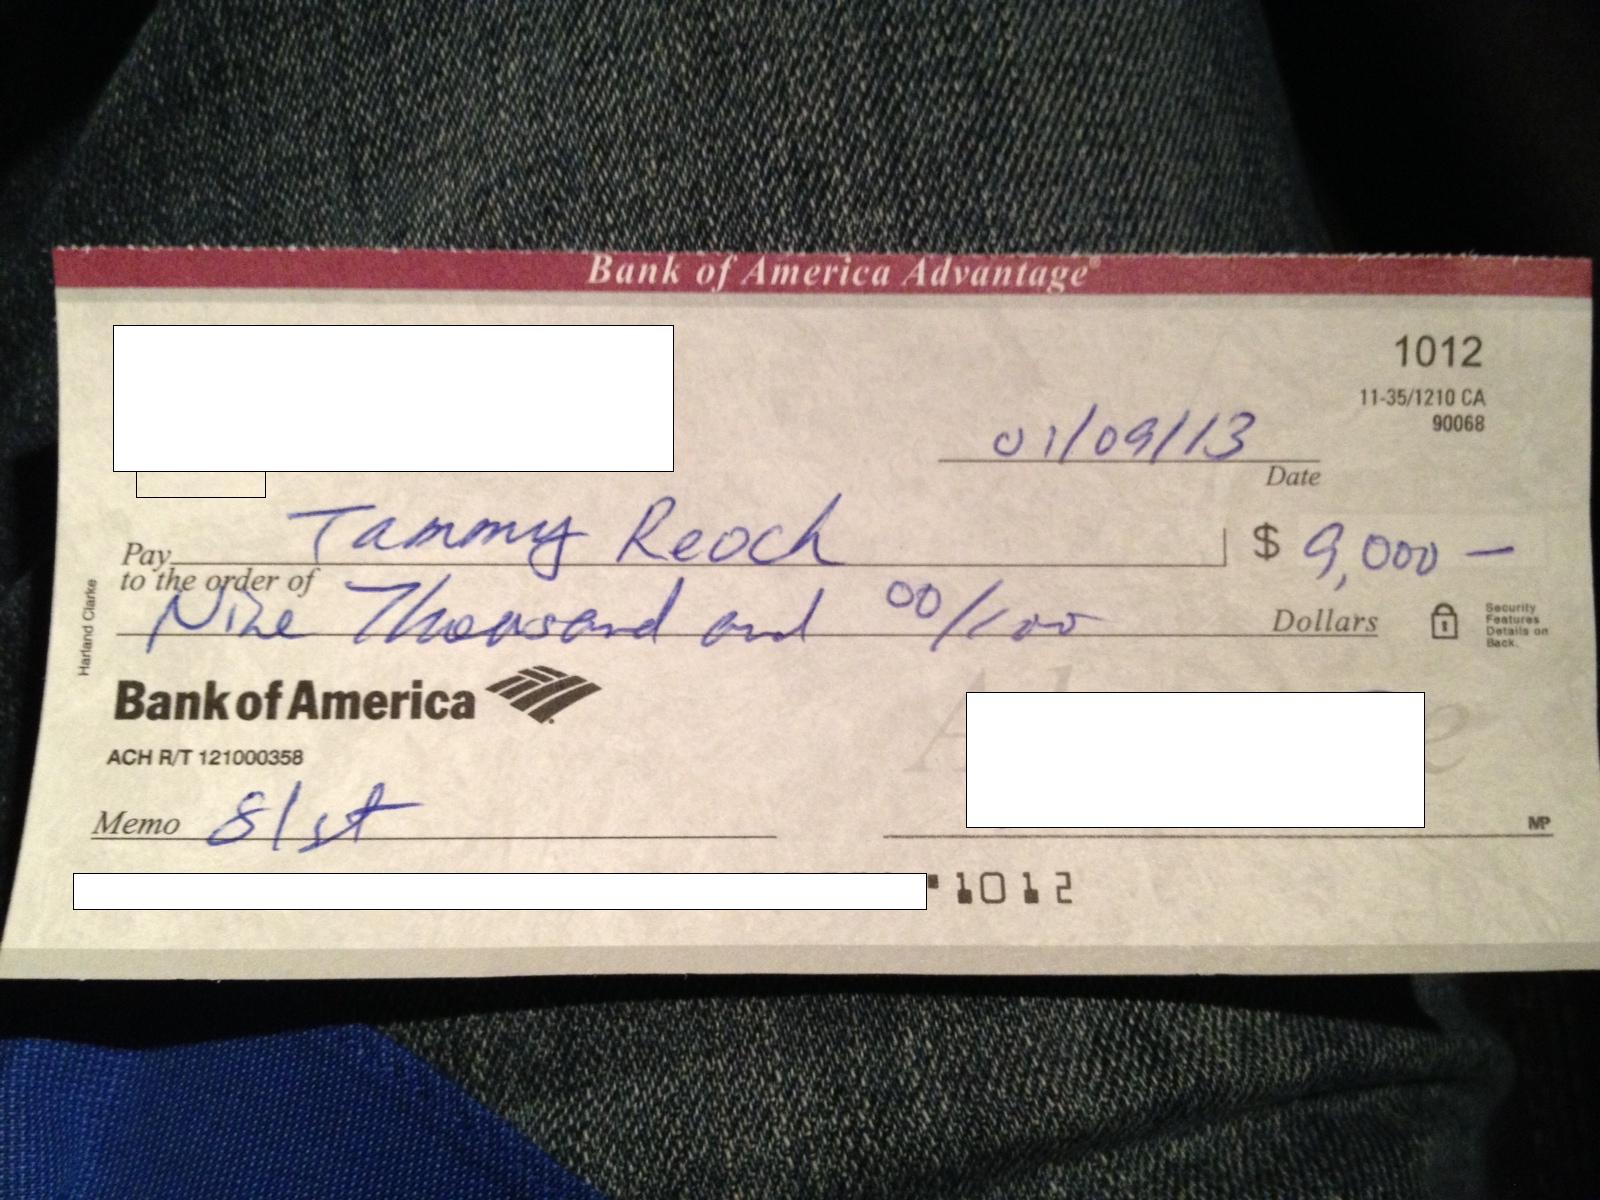 Bank of America Advantage®
1012
11-35/1210 CA
90068
01/09/13
Date
Pay to the order of Tammy Reoch $ 9,000 —
Nine Thousand and 00/100 Dollars
Security Features Details on Back.
Harland Clarke
Bank of America
ACH R/T 121000358
Memo 81st
MP
1012